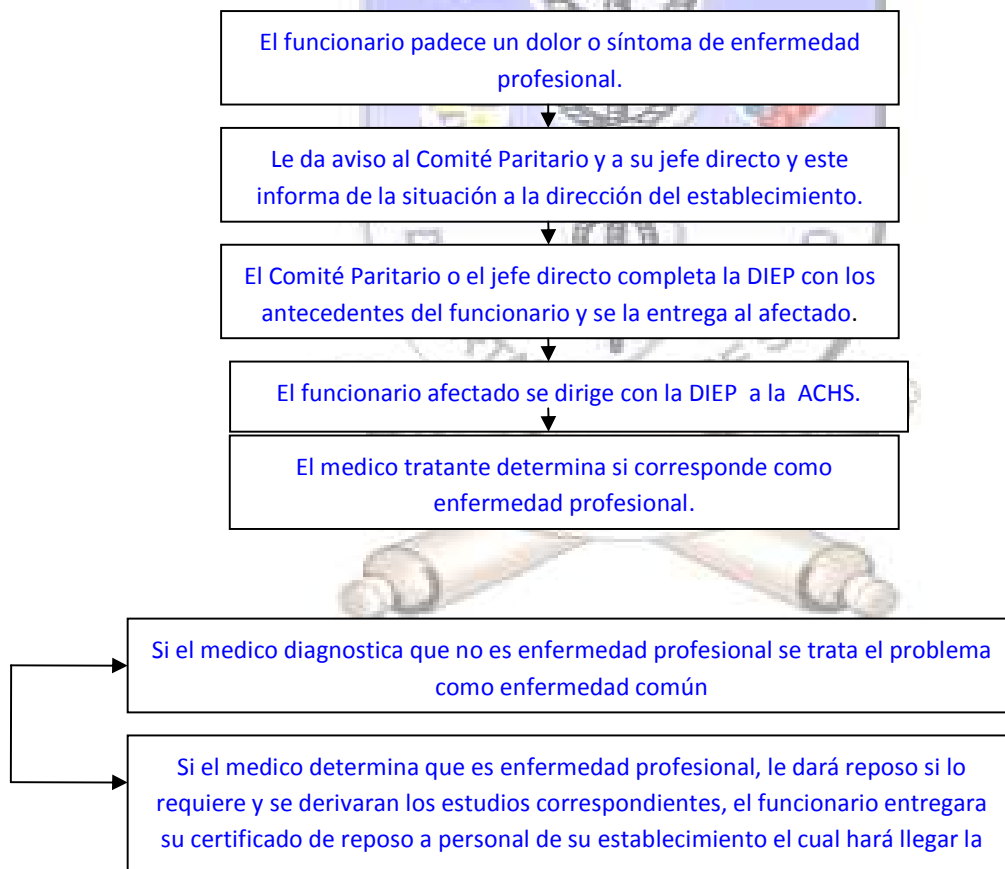 El funcionario padece un dolor o síntoma de enfermedad
profesional.
Le da aviso al Comité Paritario y a su jefe directo y este
informa de la situación a la dirección del establecimiento.
El Comité Paritario o el jefe directo completa la DIEP con los
antecedentes del funcionario y se la entrega al afectado.
El funcionario afectado se dirige con la DIEP a la ACHS.
El medico tratante determina si corresponde como
enfermedad profesional.
Si el medico diagnostica que no es enfermedad profesional se trata el problema
como enfermedad común
Si el medico determina que es enfermedad profesional, le dará reposo si lo
requiere y se derivaran los estudios correspondientes, el funcionario entregara
su certificado de reposo a personal de su establecimiento el cual hará llegar la